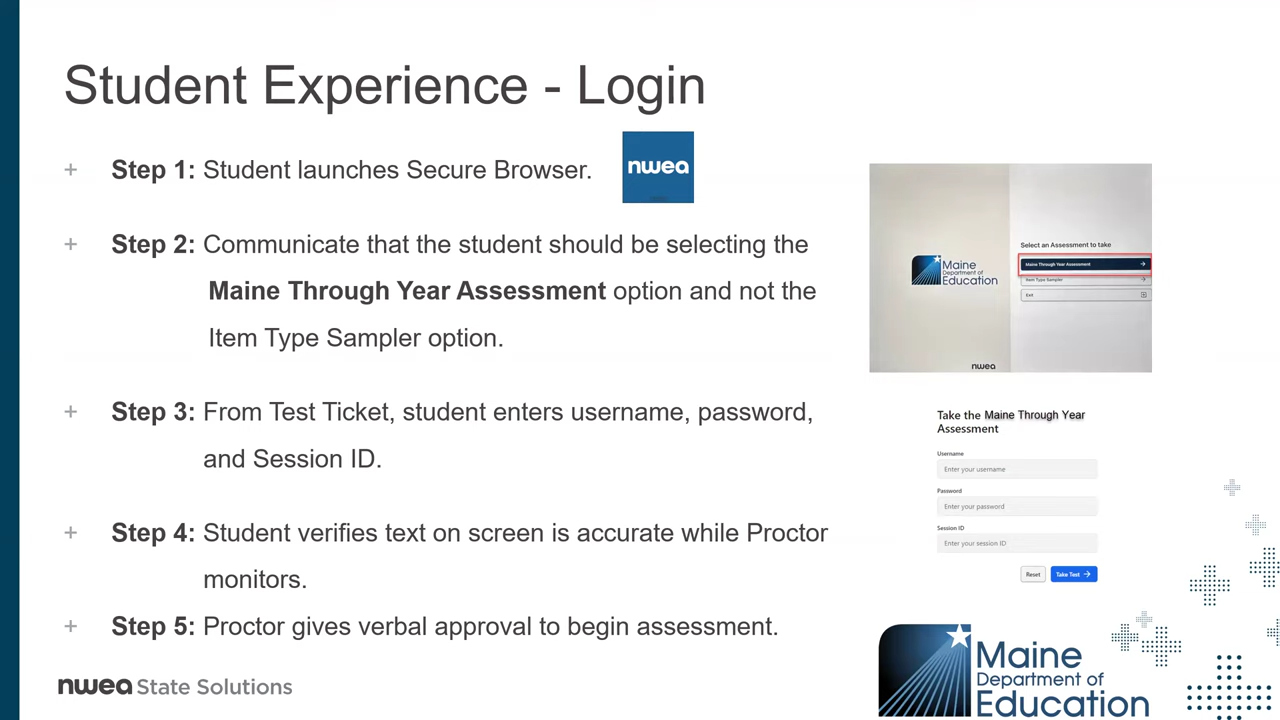 Student Experience - Login
+ Step 1: Student launches Secure Browser.
nwea
+ Step 2: Communicate that the student should be selecting the
Maine Through Year Assessment option and not the
Item Type Sampler option.
+ Step 3: From Test Ticket, student enters username, password,
and Session ID.
+ Step 4: Student verifies text on screen is accurate while Proctor
monitors.
+ Step 5: Proctor gives verbal approval to begin assessment.
nwea State Solutions
Maine
Department of
Education
Select an Assessment to take
Maine Through Year Assessment
Item Type Sampler
Exit
nwea
Take the Maine Through Year
Assessment
Username
Enter your username
Password
Enter your password
Session ID
Enter your session ID
Reset
Take Test
Maine
Department of
Education